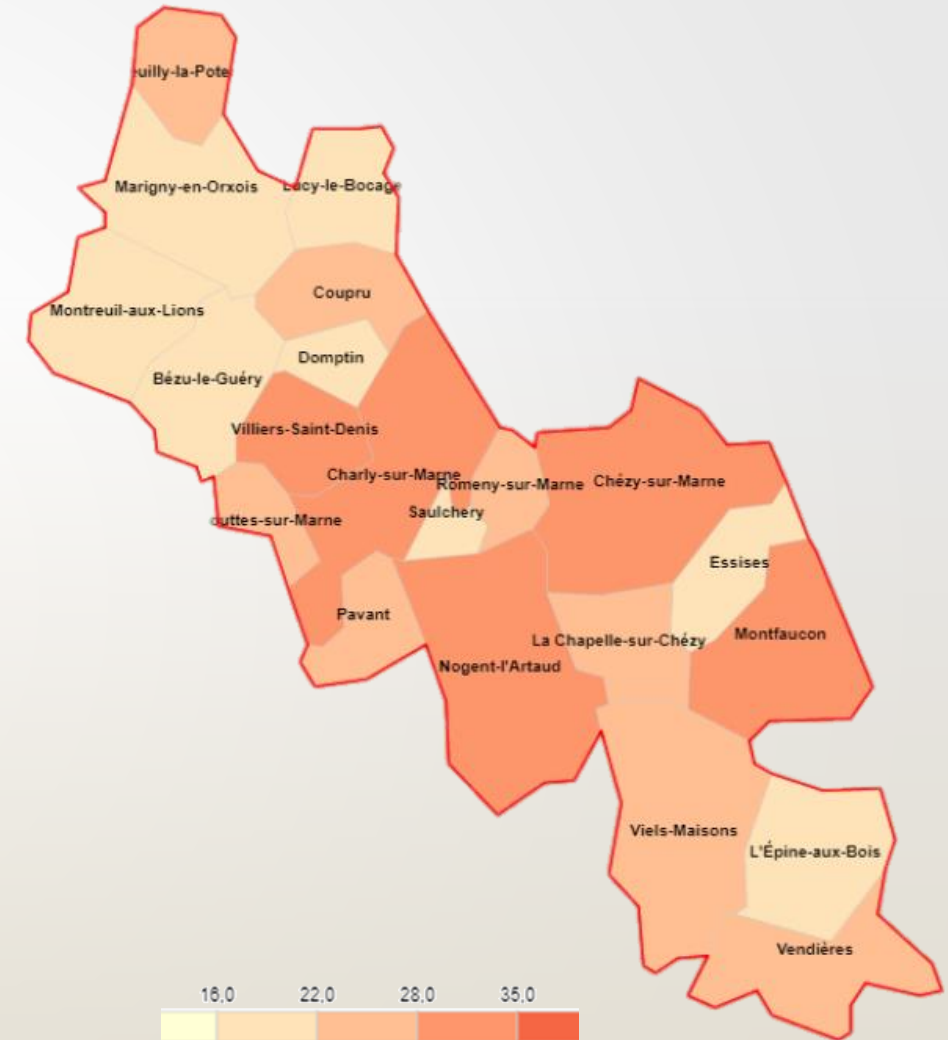 uilly-la-Pote
Marigny-en-Orxois
Lucy-le-Bocage
Coupru
Montreuil-aux-Lions
Domptin
Bézu-le-Guéry
Villiers-Saint-Denis
Charly-sur-Marne
Romeny-sur-Marne
Chézy-sur-Marne
Saulchery
outtes-sur-Marne
Essises
Pavant
La Chapelle-sur-Chézy
Montfaucon
Nogent-l'Artaud
Viels-Maisons
L'Épine-aux-Bois
Vendières
16,0 22,0 28,0 35,0